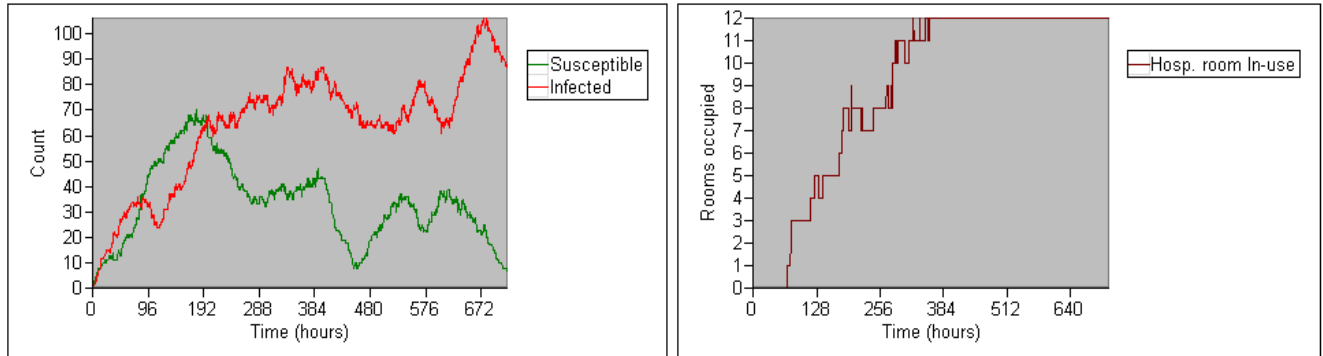 100
90
80
70
60
50
40
30
20
10
0
Count
0 96 192 288 384 480 576 672
Time (hours)
Susceptible
Infected
12
11
10
9
8
7
6
5
4
3
2
1
0
Rooms occupied
0 128 256 384 512 640
Time (hours)
Hosp. room In-use